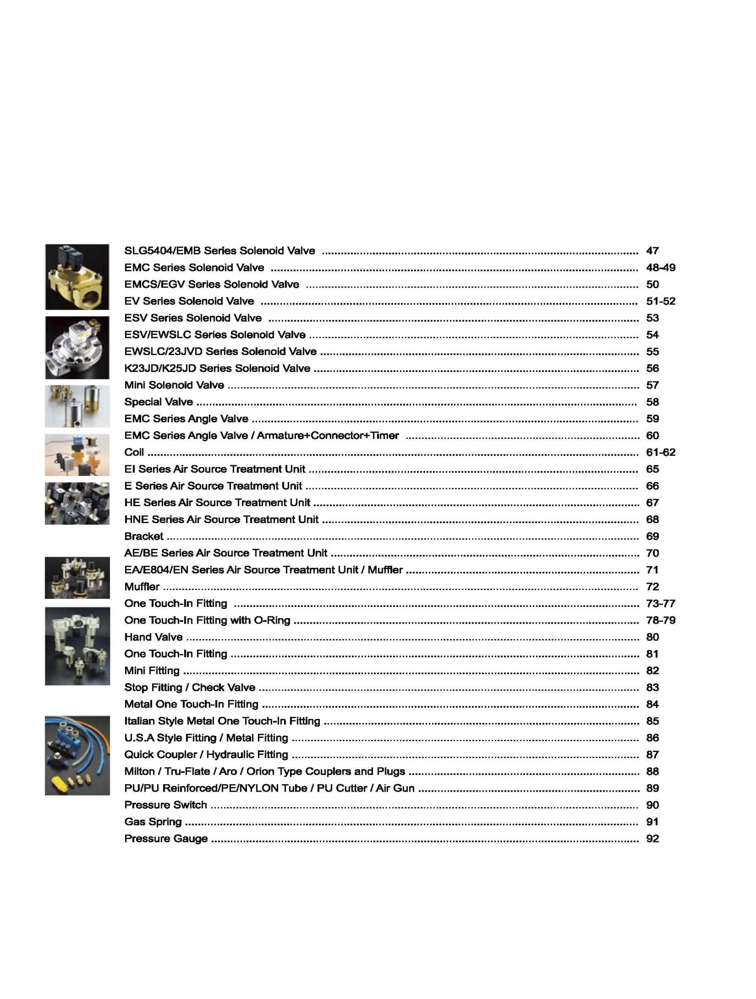 SLG5404/EMB Series Solenoid Valve ........ 47
EMC Series Solenoid Valve ........ 48-49
EMCS/EGV Series Solenoid Valve ........ 50
EV Series Solenoid Valve ........ 51-52
ESV Series Solenoid Valve ........ 53
ESV/EWSLC Series Solenoid Valve ........ 54
EWSLC/23JVD Series Solenoid Valve ........ 55
K23JD/K25JD Series Solenoid Valve ........ 56
Mini Solenoid Valve ........ 57
Special Valve ........ 58
EMC Series Angle Valve ........ 59
EMC Series Angle Valve / Armature+Connector+Timer ........ 60
Coil ........ 61-62
EI Series Air Source Treatment Unit ........ 65
E Series Air Source Treatment Unit ........ 66
HE Series Air Source Treatment Unit ........ 67
HNE Series Air Source Treatment Unit ........ 68
Bracket ........ 69
AE/BE Series Air Source Treatment Unit ........ 70
EA/E804/EN Series Air Source Treatment Unit / Muffler ........ 71
Muffler ........ 72
One Touch-In Fitting ........ 73-77
One Touch-In Fitting with O-Ring ........ 78-79
Hand Valve ........ 80
One Touch-In Fitting ........ 81
Mini Fitting ........ 82
Stop Fitting / Check Valve ........ 83
Metal One Touch-In Fitting ........ 84
Italian Style Metal One Touch-In Fitting ........ 85
U.S.A Style Fitting / Metal Fitting ........ 86
Quick Coupler / Hydraulic Fitting ........ 87
Milton / Tru-Flate / Aro / Orion Type Couplers and Plugs ........ 88
PU/PU Reinforced/PE/NYLON Tube / PU Cutter / Air Gun ........ 89
Pressure Switch ........ 90
Gas Spring ........ 91
Pressure Gauge ........ 92